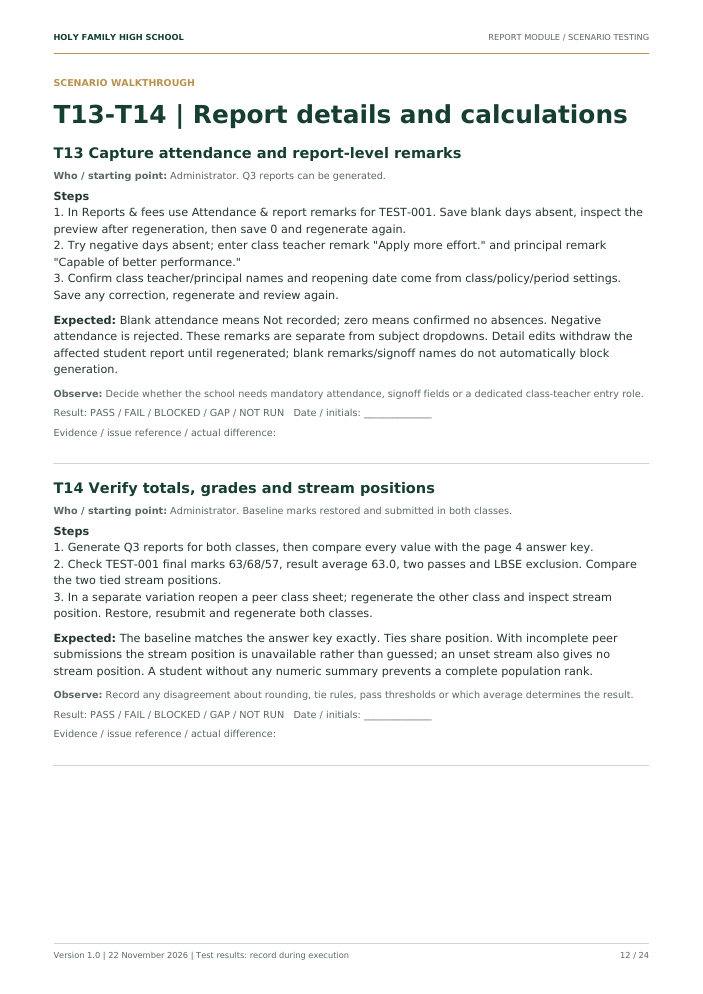 HOLY FAMILY HIGH SCHOOL
REPORT MODULE / SCENARIO TESTING
SCENARIO WALKTHROUGH
T13-T14 | Report details and calculations
T13 Capture attendance and report-level remarks
Who / starting point: Administrator. Q3 reports can be generated.
Steps
1. In Reports & fees use Attendance & report remarks for TEST-001. Save blank days absent, inspect the
preview after regeneration, then save 0 and regenerate again.
2. Try negative days absent; enter class teacher remark "Apply more effort." and principal remark
"Capable of better performance."
3. Confirm class teacher/principal names and reopening date come from class/policy/period settings.
Save any correction, regenerate and review again.
Expected: Blank attendance means Not recorded; zero means confirmed no absences. Negative
attendance is rejected. These remarks are separate from subject dropdowns. Detail edits withdraw the
affected student report until regenerated; blank remarks/signoff names do not automatically block
generation.
Observe: Decide whether the school needs mandatory attendance, signoff fields or a dedicated class-teacher entry role.
Result: PASS / FAIL / BLOCKED / GAP / NOT RUN   Date / initials: ______________
Evidence / issue reference / actual difference:
T14 Verify totals, grades and stream positions
Who / starting point: Administrator. Baseline marks restored and submitted in both classes.
Steps
1. Generate Q3 reports for both classes, then compare every value with the page 4 answer key.
2. Check TEST-001 final marks 63/68/57, result average 63.0, two passes and LBSE exclusion. Compare
the two tied stream positions.
3. In a separate variation reopen a peer class sheet; regenerate the other class and inspect stream
position. Restore, resubmit and regenerate both classes.
Expected: The baseline matches the answer key exactly. Ties share position. With incomplete peer
submissions the stream position is unavailable rather than guessed; an unset stream also gives no
stream position. A student without any numeric summary prevents a complete population rank.
Observe: Record any disagreement about rounding, tie rules, pass thresholds or which average determines the result.
Result: PASS / FAIL / BLOCKED / GAP / NOT RUN   Date / initials: ______________
Evidence / issue reference / actual difference:
Version 1.0 | 22 November 2026 | Test results: record during execution
12 / 24